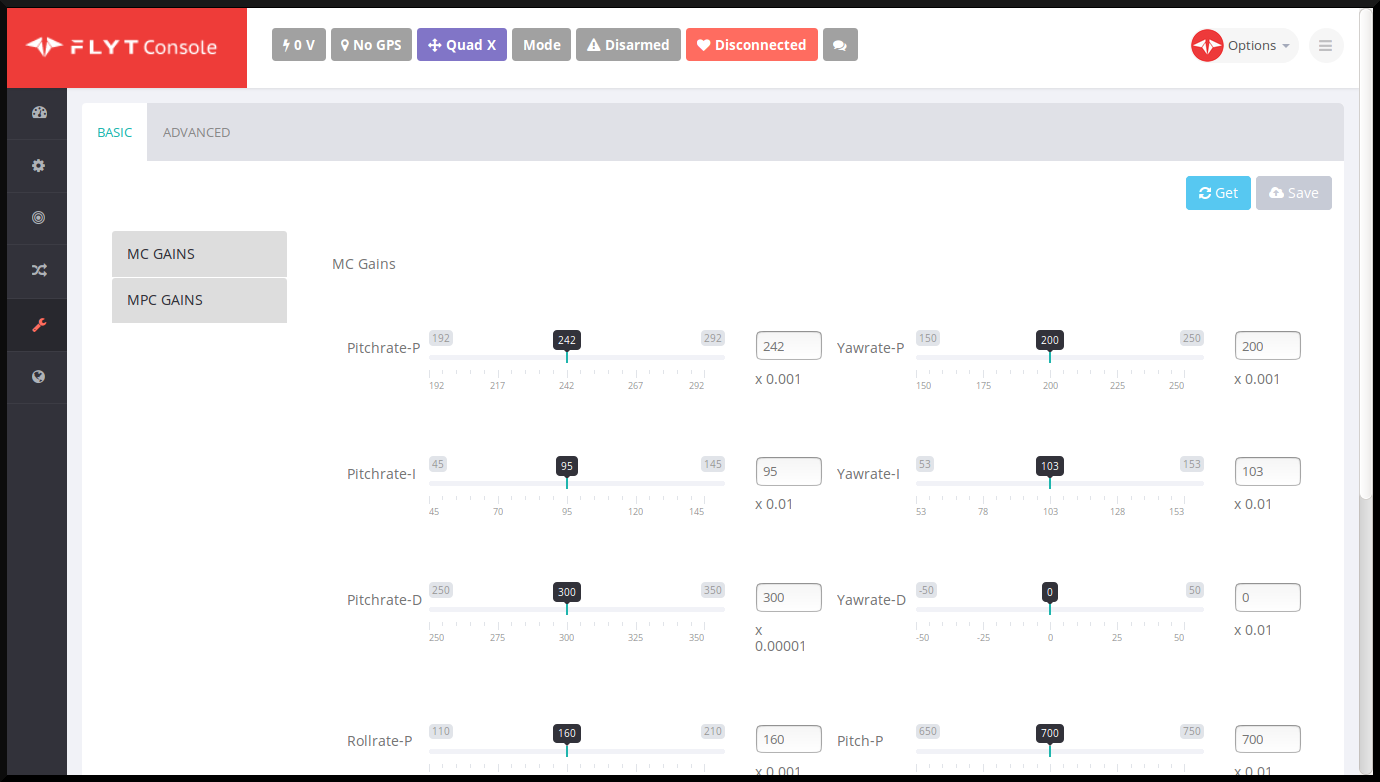 FLYT Console
0 V No GPS Quad X Mode Disarmed Disconnected
Options
BASIC ADVANCED
Get Save
MC GAINS
MPC GAINS
MC Gains
Pitchrate-P 192 242 292 242
192 217 242 267 292
x 0.001
Yawrate-P 150 200 250 200
150 175 200 225 250
x 0.001
Pitchrate-I 45 95 145 95
45 70 95 120 145
x 0.01
Yawrate-I 53 103 153 103
53 78 103 128 153
x 0.01
Pitchrate-D 250 300 350 300
250 275 300 325 350
x
0.00001
Yawrate-D -50 0 50 0
-50 -25 0 25 50
x 0.01
Rollrate-P 110 160 210 160
x 0.001
Pitch-P 650 700 750 700
x 0.01